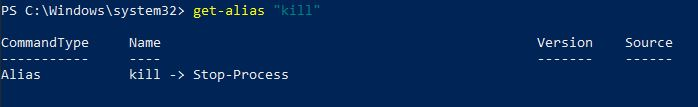 PS C:\Windows\system32> get-alias "kill"
CommandType     Name                                               Version    Source
-----------     ----                                               -------    ------
Alias           kill -> Stop-Process